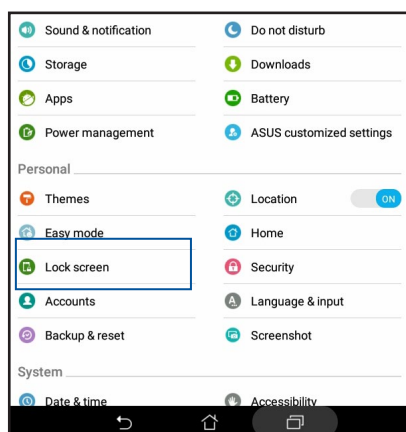 Sound & notification
Do not disturb
Storage
Downloads
Apps
Battery
Power management
ASUS customized settings
Personal
Themes
Location
ON
Easy mode
Home
Lock screen
Security
Accounts
Language & input
Backup & reset
Screenshot
System
Date & time
Accessibility